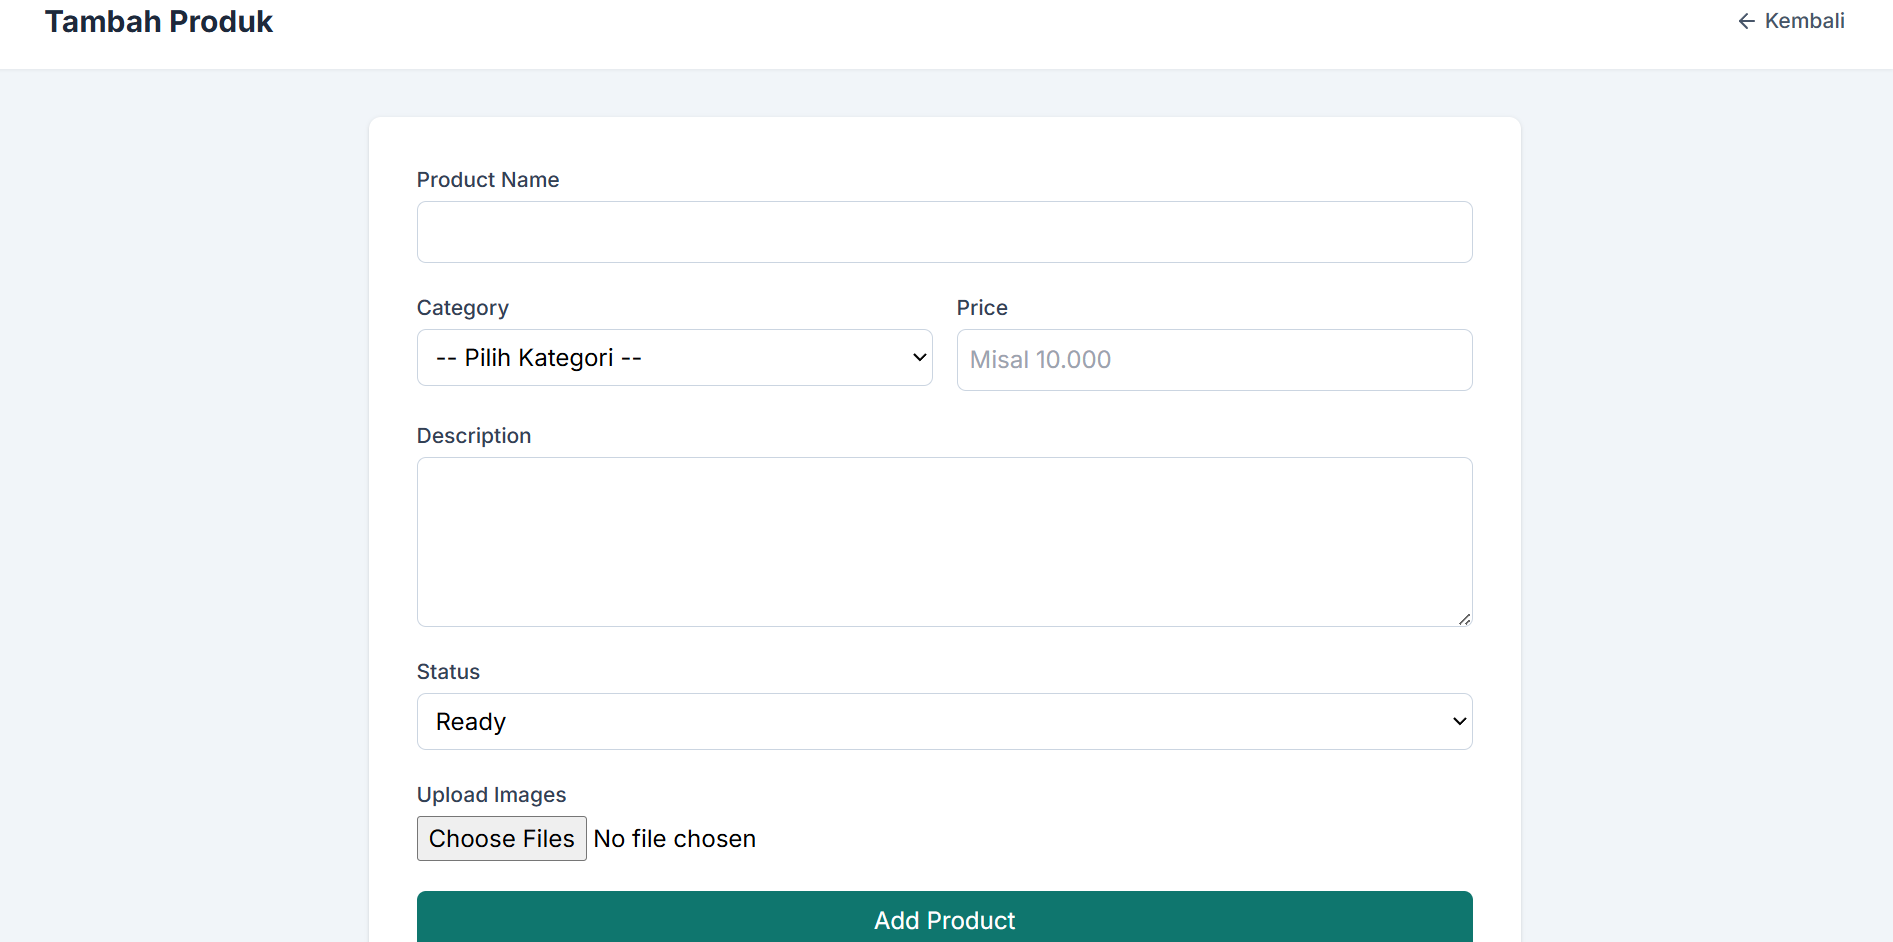 Tambah Produk
← Kembali
Product Name
Category
Price
-- Pilih Kategori --
Misal 10.000
Description
Status
Ready
Upload Images
Choose Files No file chosen
Add Product